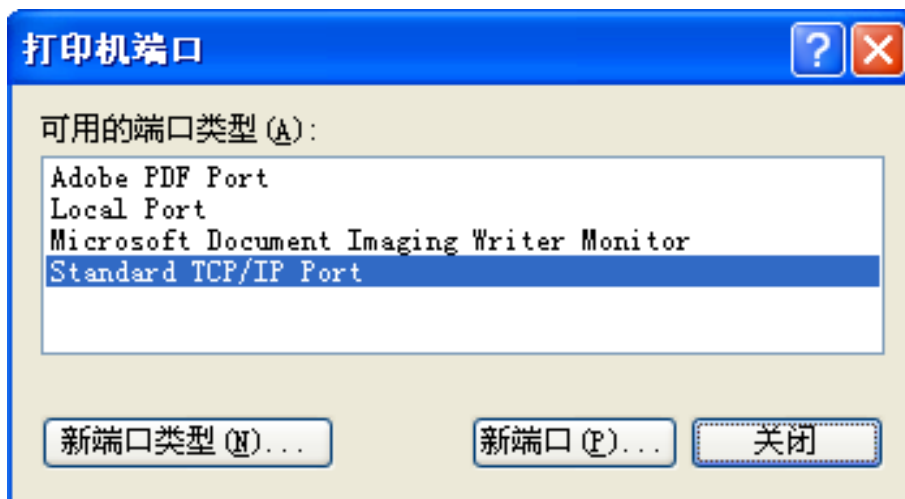 打印机端口
可用的端口类型(A):
Adobe PDF Port
Local Port
Microsoft Document Imaging Writer Monitor
Standard TCP/IP Port
新端口类型(N)... 新端口(P)... 关闭